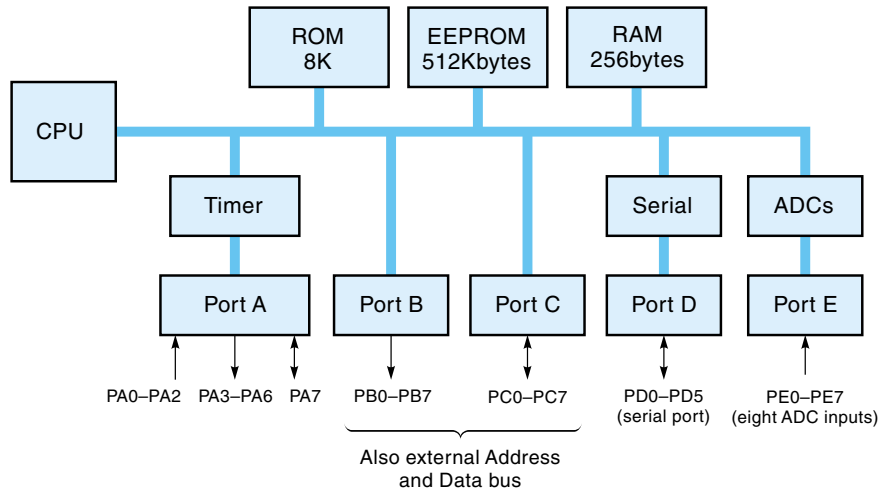 ROM
8K
EEPROM
512Kbytes
RAM
256bytes
CPU
Timer
Serial
ADCs
Port A
Port B
Port C
Port D
Port E
PA0–PA2
PA3–PA6
PA7
PB0–PB7
PC0–PC7
PD0–PD5
(serial port)
PE0–PE7
(eight ADC inputs)
Also external Address
and Data bus